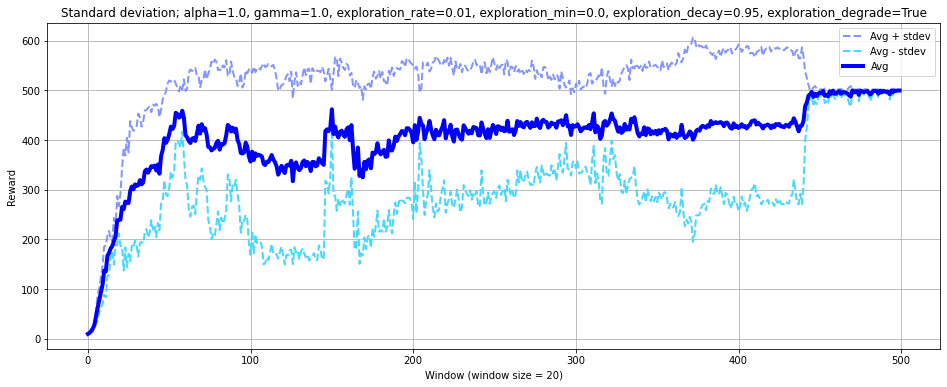 Standard deviation; alpha=1.0, gamma=1.0, exploration_rate=0.01, exploration_min=0.0, exploration_decay=0.95, exploration_degrade=True
Avg + stdev
Avg - stdev
Avg
Reward
600
500
400
300
200
100
0
0 100 200 300 400 500
Window (window size = 20)